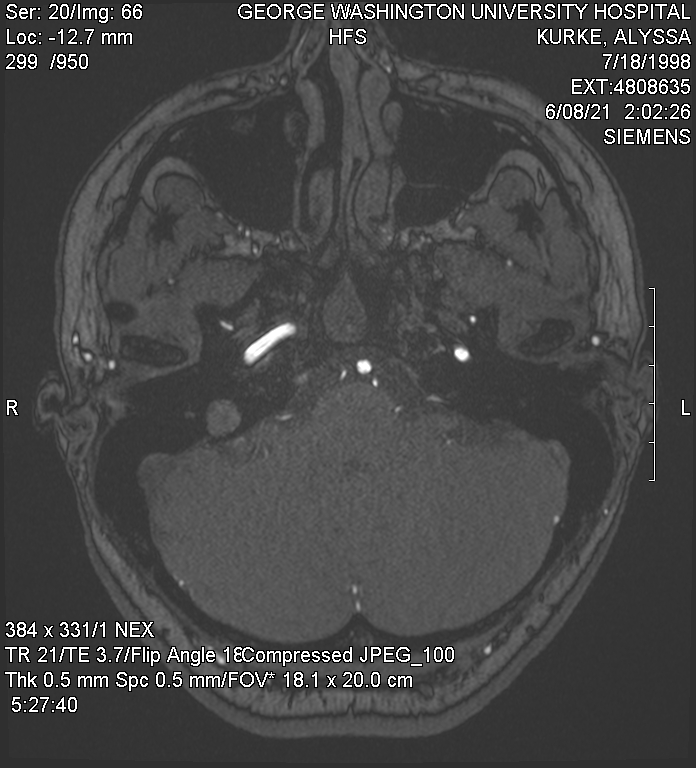 Ser: 20/Img: 66
Loc: -12.7 mm
299 /950
GEORGE WASHINGTON UNIVERSITY HOSPITAL
HFS
KURKE, ALYSSA
7/18/1998
EXT:4808635
6/08/21 2:02:26
SIEMENS
R
L
384 x 331/1 NEX
TR 21/TE 3.7/Flip Angle 18Compressed JPEG_100
Thk 0.5 mm Spc 0.5 mm/FOV* 18.1 x 20.0 cm
5:27:40